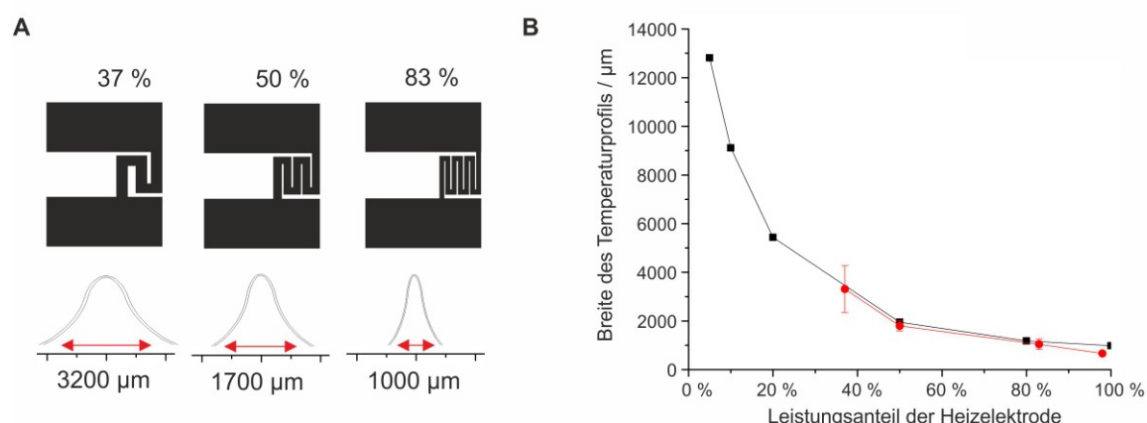 A
37 %
50 %
83 %
3200 µm
1700 µm
1000 µm
B
Breite des Temperaturprofils / µm
14000
12000
10000
8000
6000
4000
2000
0
0 %
20 %
40 %
60 %
80 %
100 %
Leistungsanteil der Heizelektrode